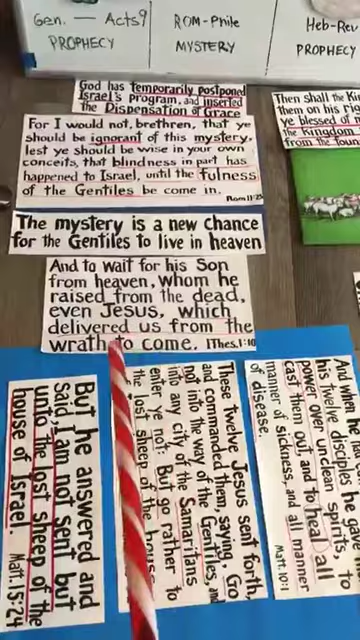 Gen. — Acts 9
PROPHECY
ROM-Phile
MYSTERY
Heb-Rev
PROPHECY
God has temporarily postponed
Israel's program, and inserted
the Dispensation of Grace
For I would not, brethren, that ye
should be ignorant of this mystery,
lest ye should be wise in your own
conceits, that blindness in part has
happened to Israel, until the fulness
of the Gentiles be come in.
Rom 11:25
The mystery is a new chance
for the Gentiles to live in heaven
And to wait for his Son
from heaven, whom he
raised from the dead,
even Jesus, which
delivered us from the
wrath to come. 1Thes. 1:10
Then shall the
them on his
ye blessed of
the Kingdom
from the
But he answered and
Said, I am not sent but
unto the lost sheep of the
house of Israel. Matt. 15:24
These twelve Jesus sent forth,
and commanded them, saying, Go
not into the way of the Gentiles, and
into any city of the Samaritans
enter ye not: But go rather to
the lost sheep of the house
And when he
his twelve disciples, he gave
power over unclean spirits, to
cast them out, and to heal all
manner of sickness, and all manner
of disease. Matt. 10:1